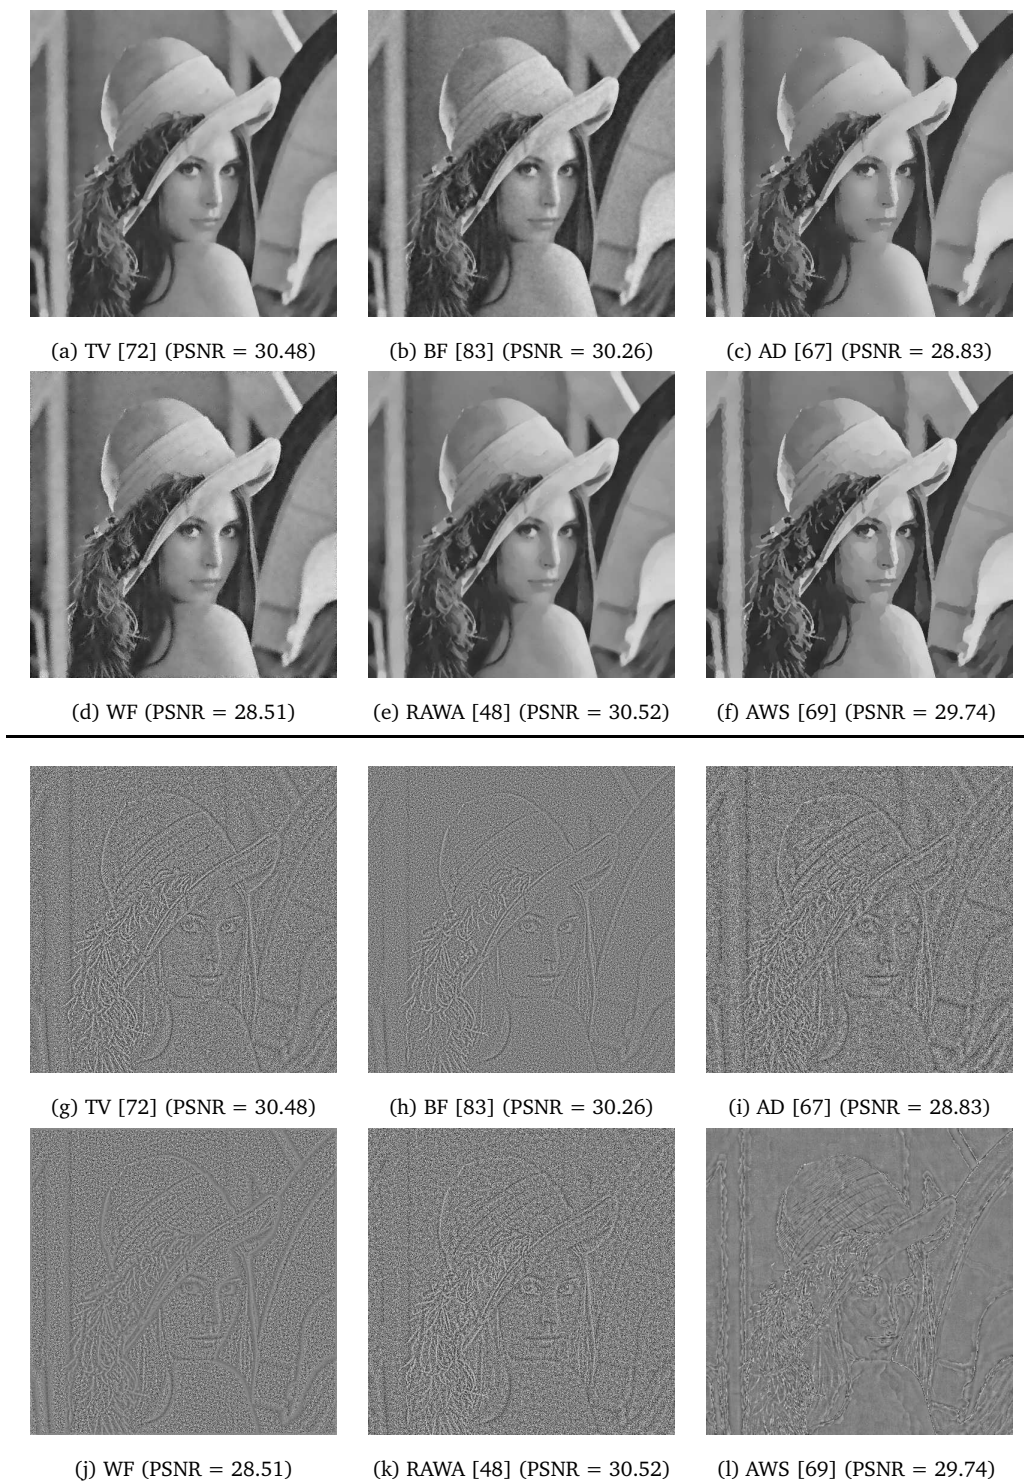 (a) TV [72] (PSNR = 30.48)
(b) BF [83] (PSNR = 30.26)
(c) AD [67] (PSNR = 28.83)
(d) WF (PSNR = 28.51)
(e) RAWA [48] (PSNR = 30.52)
(f) AWS [69] (PSNR = 29.74)
(g) TV [72] (PSNR = 30.48)
(h) BF [83] (PSNR = 30.26)
(i) AD [67] (PSNR = 28.83)
(j) WF (PSNR = 28.51)
(k) RAWA [48] (PSNR = 30.52)
(l) AWS [69] (PSNR = 29.74)